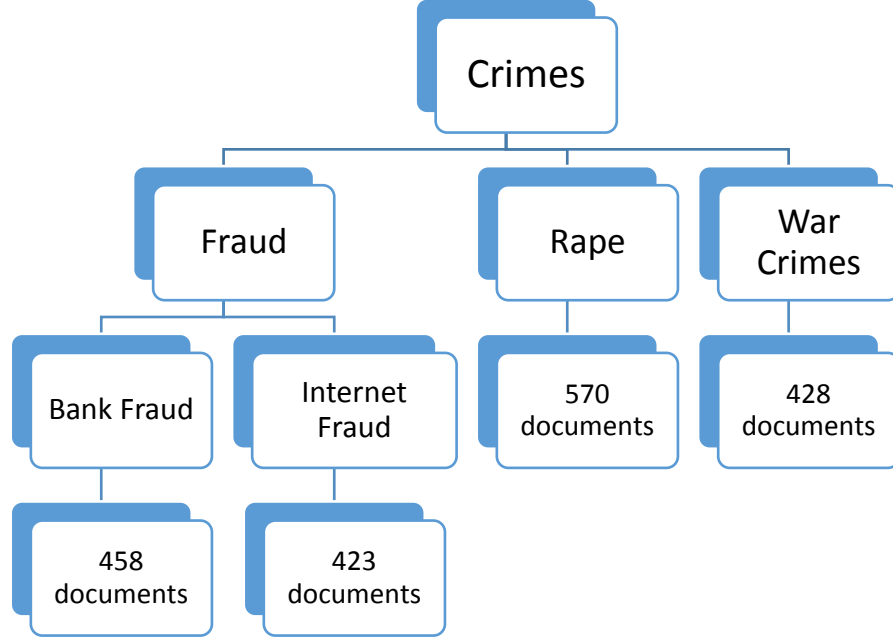 Crimes
Fraud
Rape
War
Crimes
Bank Fraud
Internet
Fraud
570
documents
428
documents
458
documents
423
documents